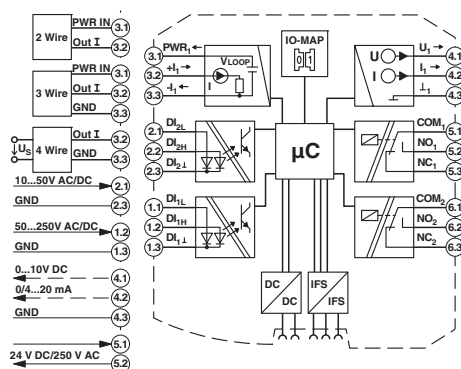 2 Wire
PWR IN 3.1
Out I 3.2
3 Wire
PWR IN 3.1
Out I 3.2
GND 3.3
Us
4 Wire
Out I 3.2
GND 3.3
10...50V AC/DC 2.1
GND 2.3
50...250V AC/DC 1.2
GND 1.3
0...10V DC 4.1
0/4...20 mA 4.2
GND 4.3
5.1
24 V DC/250 V AC 5.2
3.1 PWR1
3.2 +I1
3.3 -I1
VLOOP
I
IO-MAP
0 1
U U1 4.1
I I1 4.2
⊥1 4.3
2.1 DI2L
2.2 DI2H
2.3 DI2⊥
µC
COM1 5.1
NO1 5.2
NC1 5.3
1.1 DI1L
1.2 DI1H
1.3 DI1⊥
COM2 6.1
NO2 6.2
NC2 6.3
DC
DC
IFS
IFS